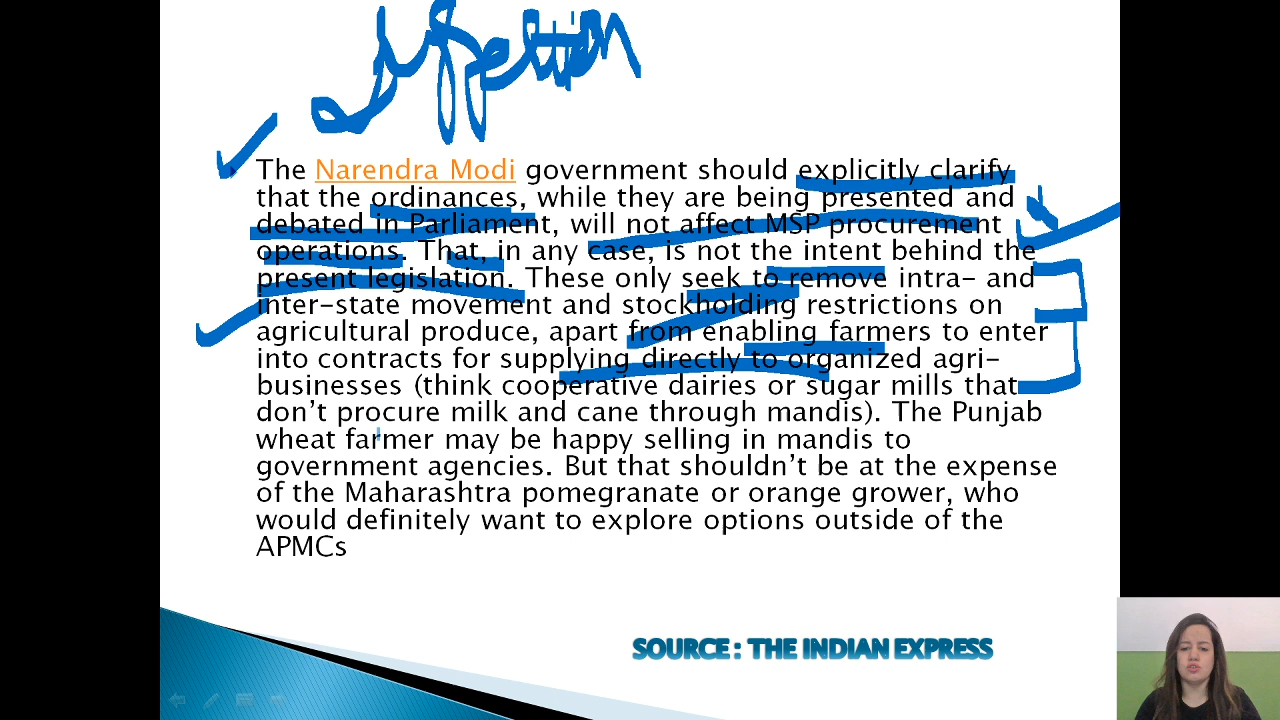 The Narendra Modi government should explicitly clarify
that the ordinances, while they are being presented and
debated in Parliament, will not affect MSP procurement
operations. That, in any case, is not the intent behind the
present legislation. These only seek to remove intra- and
inter-state movement and stockholding restrictions on
agricultural produce, apart from enabling farmers to enter
into contracts for supplying directly to organized agri-
businesses (think cooperative dairies or sugar mills that
don't procure milk and cane through mandis). The Punjab
wheat farmer may be happy selling in mandis to
government agencies. But that shouldn't be at the expense
of the Maharashtra pomegranate or orange grower, who
would definitely want to explore options outside of the
APMCs
SOURCE : THE INDIAN EXPRESS